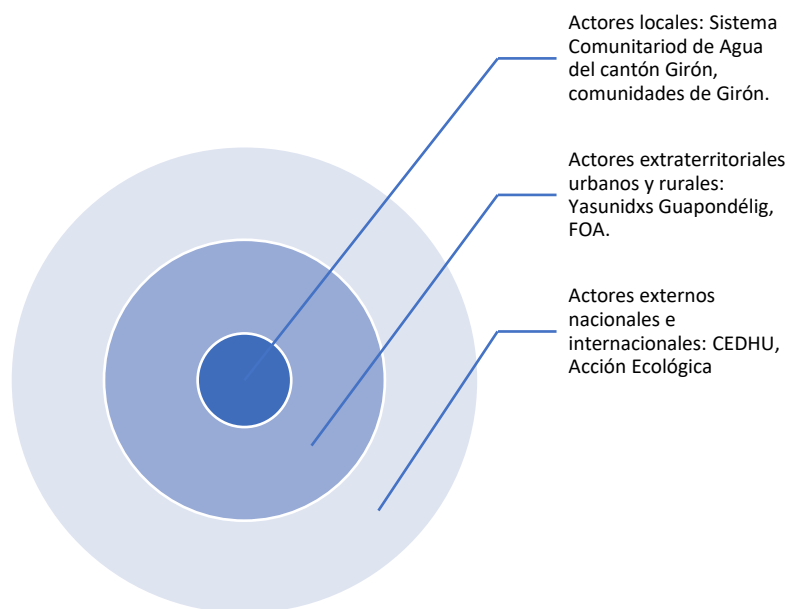 Actores locales: Sistema
Comunitariod de Agua
del cantón Girón,
comunidades de Girón.
Actores extraterritoriales
urbanos y rurales:
Yasunidxs Guapondélig,
FOA.
Actores externos
nacionales e
internacionales: CEDHU,
Acción Ecológica